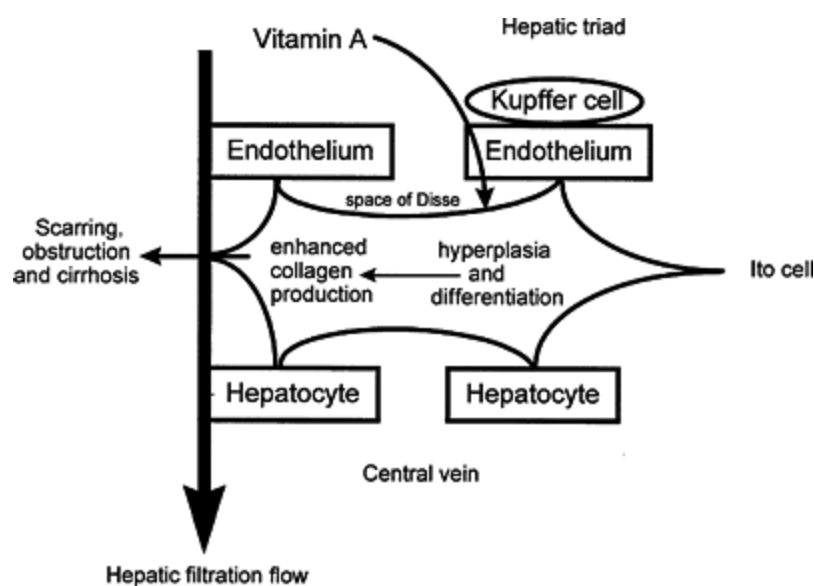 Vitamin A
Hepatic triad
Kupffer cell
Endothelium
Endothelium
space of Disse
Scarring,
obstruction
and cirrhosis
enhanced
collagen
production
hyperplasia
and
differentiation
Ito cell
Hepatocyte
Hepatocyte
Central vein
Hepatic filtration flow